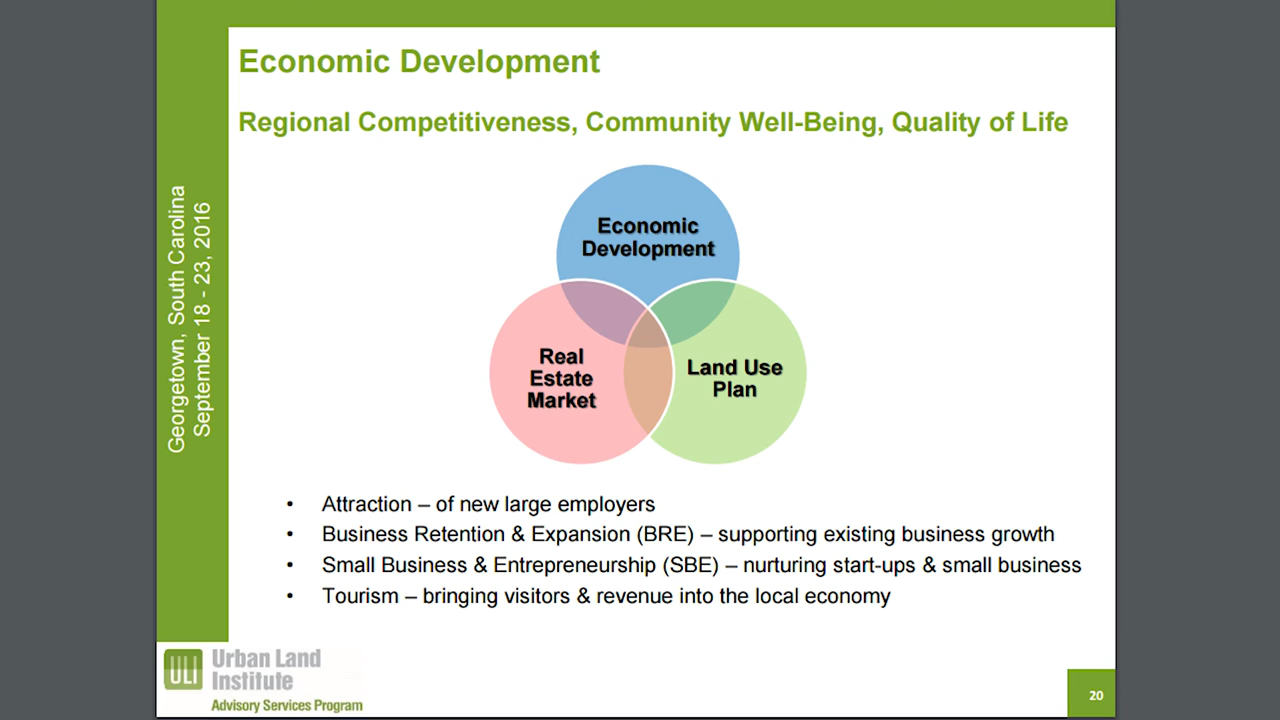 Economic Development
Regional Competitiveness, Community Well-Being, Quality of Life
Georgetown, South Carolina
September 18 - 23, 2016
Economic
Development
Real
Estate
Market
Land Use
Plan
• Attraction – of new large employers
• Business Retention & Expansion (BRE) – supporting existing business growth
• Small Business & Entrepreneurship (SBE) – nurturing start-ups & small business
• Tourism – bringing visitors & revenue into the local economy
ULI
Urban Land
Institute
Advisory Services Program
20